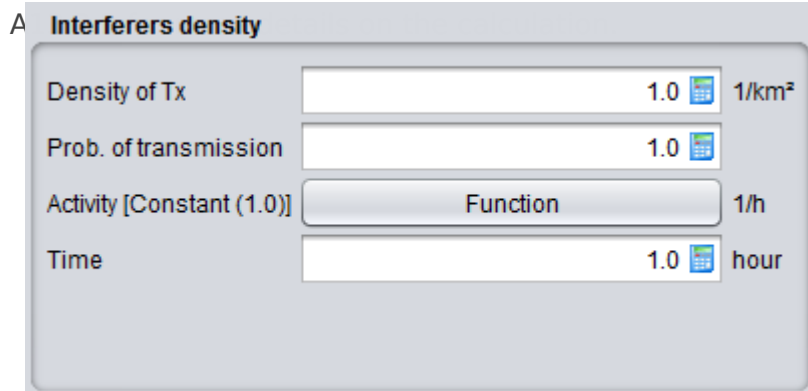 A
Interferers density
Density of Tx 1.0 1/km²
Prob. of transmission 1.0
Activity [Constant (1.0)] Function 1/h
Time 1.0 hour